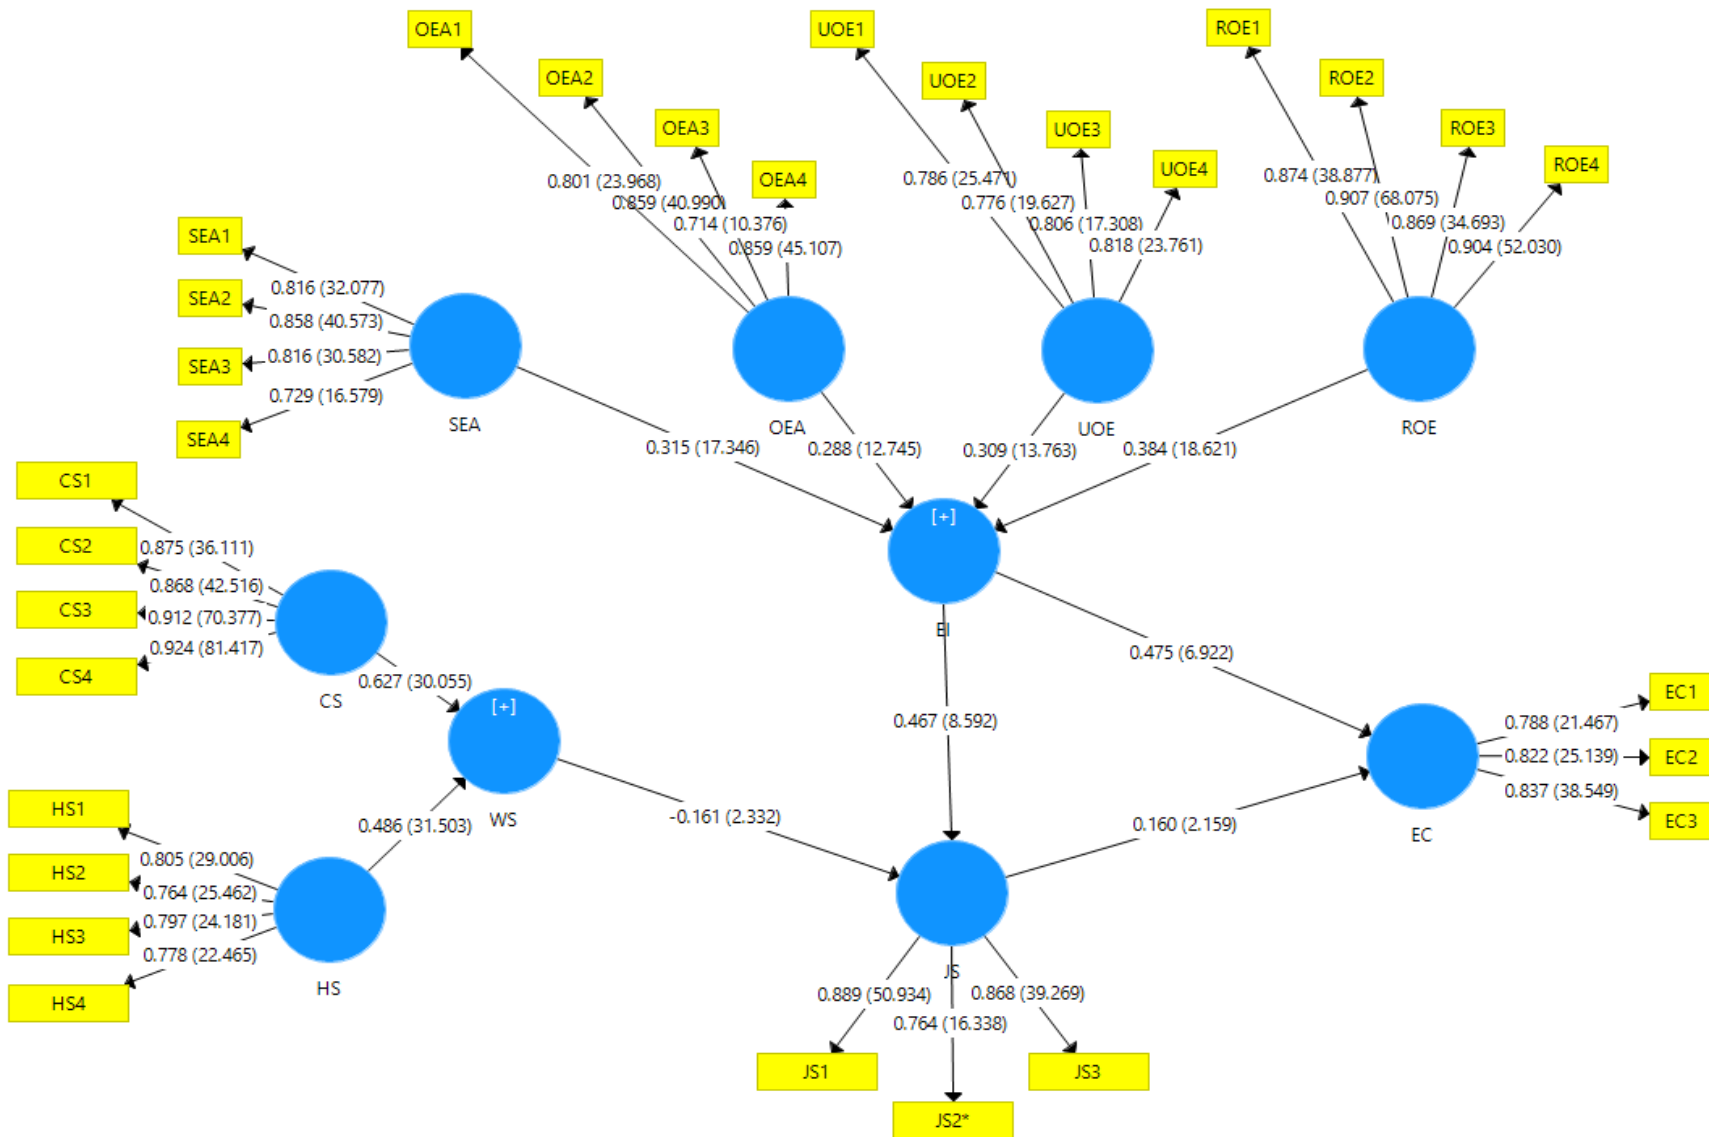 OEA1
UOE1
ROE1
OEA2
UOE2
ROE2
OEA3
UOE3
ROE3
OEA4
UOE4
ROE4
0.801 (23.968)
0.859 (40.990)
0.714 (10.376)
0.859 (45.107)
0.786 (25.471)
0.776 (19.627)
0.806 (17.308)
0.818 (23.761)
0.874 (38.877)
0.907 (68.075)
0.869 (34.693)
0.904 (52.030)
SEA1
SEA2
SEA3
SEA4
0.816 (32.077)
0.858 (40.573)
0.816 (30.582)
0.729 (16.579)
SEA
OEA
UOE
ROE
0.315 (17.346)
0.288 (12.745)
0.309 (13.763)
0.384 (18.621)
[+]
EI
CS1
CS2
CS3
CS4
0.875 (36.111)
0.868 (42.516)
0.912 (70.377)
0.924 (81.417)
CS
0.627 (30.055)
[+]
WS
0.467 (8.592)
0.475 (6.922)
EC1
EC2
EC3
0.788 (21.467)
0.822 (25.139)
0.837 (38.549)
EC
HS1
HS2
HS3
HS4
0.805 (29.006)
0.764 (25.462)
0.797 (24.181)
0.778 (22.465)
HS
0.486 (31.503)
-0.161 (2.332)
0.160 (2.159)
JS
0.889 (50.934)
0.764 (16.338)
0.868 (39.269)
JS1
JS2*
JS3